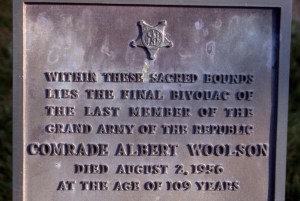 WITHIN THESE SACRED BOUNDS
LIES THE FINAL BIVOUAC OF
THE LAST MEMBER OF THE
GRAND ARMY OF THE REPUBLIC
COMRADE ALBERT WOOLSON
DIED AUGUST 2, 1956
AT THE AGE OF 109 YEARS